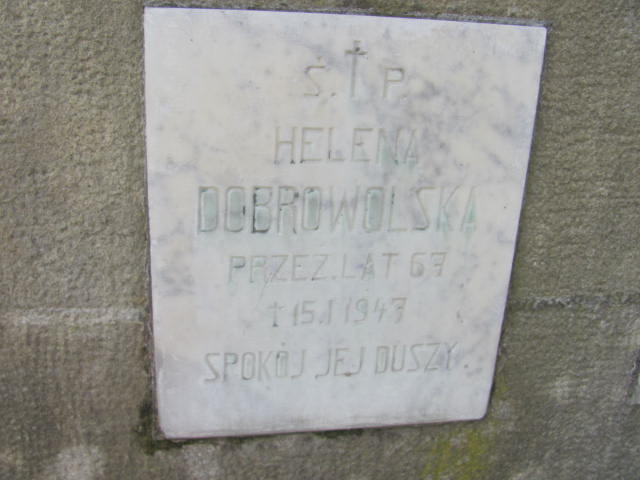 Ś. † P.
HELENA
DOBROWOLSKA
PRZEŻ. LAT 67
† 15.I 1947
SPOKÓJ JEJ DUSZY.